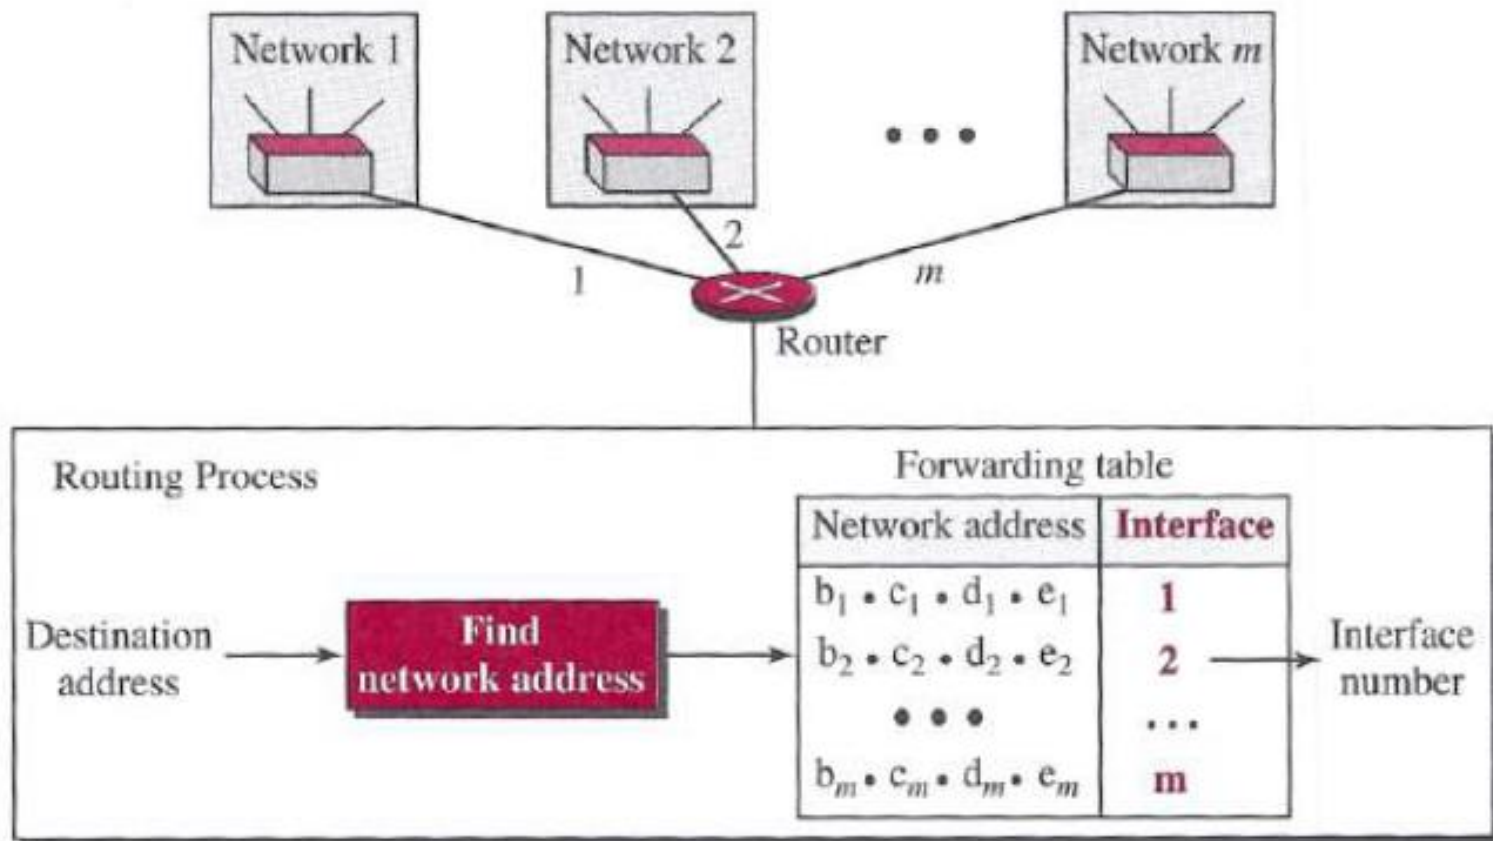 Network 1
Network 2
Network m
1
2
m
Router
Routing Process
Forwarding table
Network address Interface
b₁ • c₁ • d₁ • e₁ 1
b₂ • c₂ • d₂ • e₂ 2
• • • ...
bₘ • cₘ • dₘ • eₘ m
Destination
address
Find
network address
Interface
number